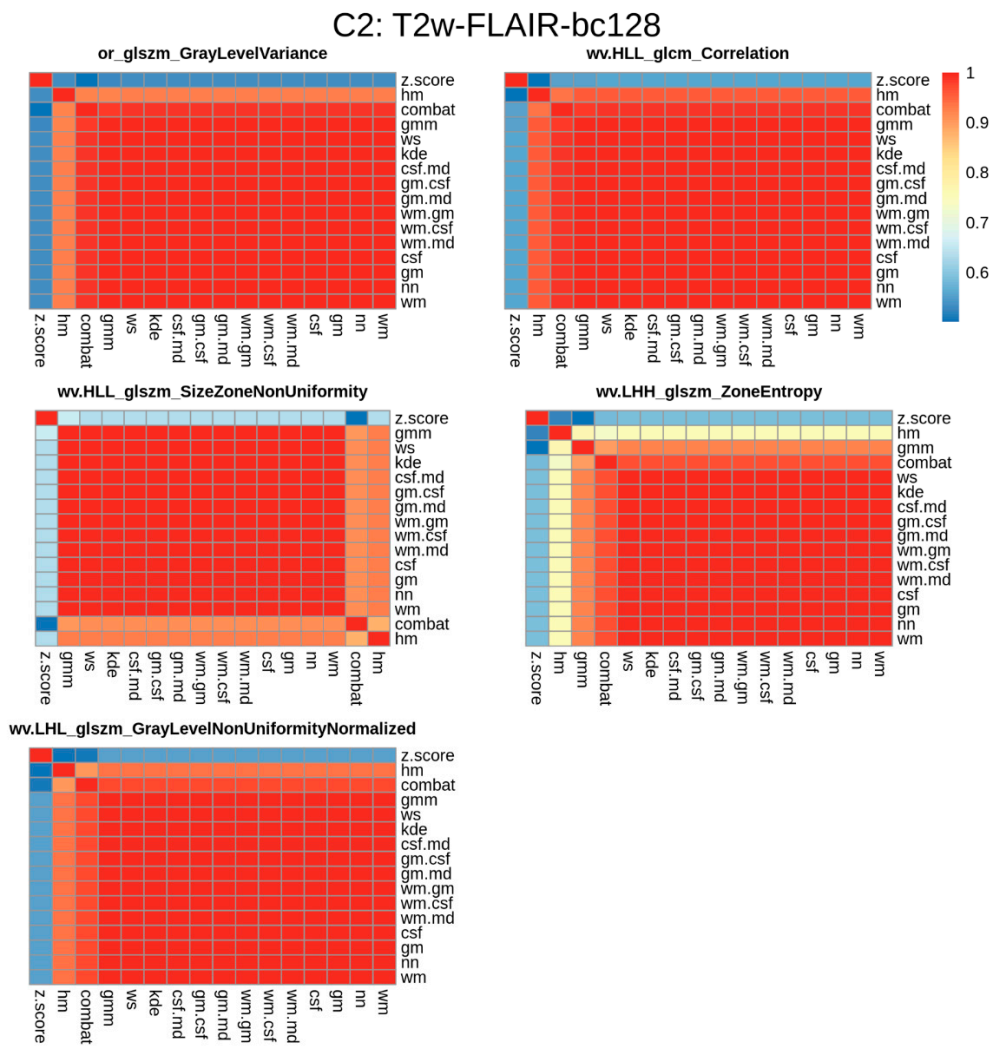 C2: T2w-FLAIR-bc128
or_glszm_GrayLevelVariance
z.score
hm
combat
gmm
ws
kde
csf.md
gm.csf
gm.md
wm.gm
wm.csf
wm.md
csf
gm
nn
wm
z.score hm combat gmm ws kde csf.md gm.csf gm.md wm.gm wm.csf wm.md csf gm nn wm
wv.HLL_glcm_Correlation
z.score
hm
combat
gmm
ws
kde
csf.md
gm.csf
gm.md
wm.gm
wm.csf
wm.md
csf
gm
nn
wm
z.score hm combat gmm ws kde csf.md gm.csf gm.md wm.gm wm.csf wm.md csf gm nn wm
1
0.9
0.8
0.7
0.6
wv.HLL_glszm_SizeZoneNonUniformity
z.score
gmm
ws
kde
csf.md
gm.csf
gm.md
wm.gm
wm.csf
wm.md
csf
gm
nn
wm
combat
hm
z.score gmm ws kde csf.md gm.csf gm.md wm.gm wm.csf wm.md csf gm nn wm combat hm
wv.LHH_glszm_ZoneEntropy
z.score
hm
gmm
combat
ws
kde
csf.md
gm.csf
gm.md
wm.gm
wm.csf
wm.md
csf
gm
nn
wm
z.score hm gmm combat ws kde csf.md gm.csf gm.md wm.gm wm.csf wm.md csf gm nn wm
wv.LHL_glszm_GrayLevelNonUniformityNormalized
z.score
hm
combat
gmm
ws
kde
csf.md
gm.csf
gm.md
wm.gm
wm.csf
wm.md
csf
gm
nn
wm
z.score hm combat gmm ws kde csf.md gm.csf gm.md wm.gm wm.csf wm.md csf gm nn wm